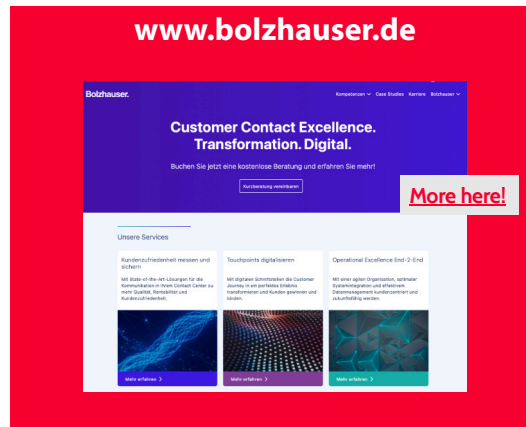 www.bolzhauser.de
Bolzhauser.
Kompetenzen Case Studies Karriere Bolzhauser
Customer Contact Excellence.
Transformation. Digital.
Buchen Sie jetzt eine kostenlose Beratung und erfahren Sie mehr!
Kurzberatung vereinbaren
More here!
Unsere Services
Kundenzufriedenheit messen und
sichern
Mit State-of-the-Art-Lösungen für die
Kommunikation in Ihrem Contact Center zu
mehr Qualität, Rentabilität und
Kundenzufriedenheit.
Mehr erfahren
Touchpoints digitalisieren
Mit digitalen Schnittstellen die Customer
Journey in ein perfektes Erlebnis
transformieren und Kunden gewinnen und
binden.
Mehr erfahren
Operational Excellence End-2-End
Mit einer agilen Organisation, optimaler
Systemintegration und effektivem
Datenmanagement kundenzentriert und
zukunftsfähig werden.
Mehr erfahren